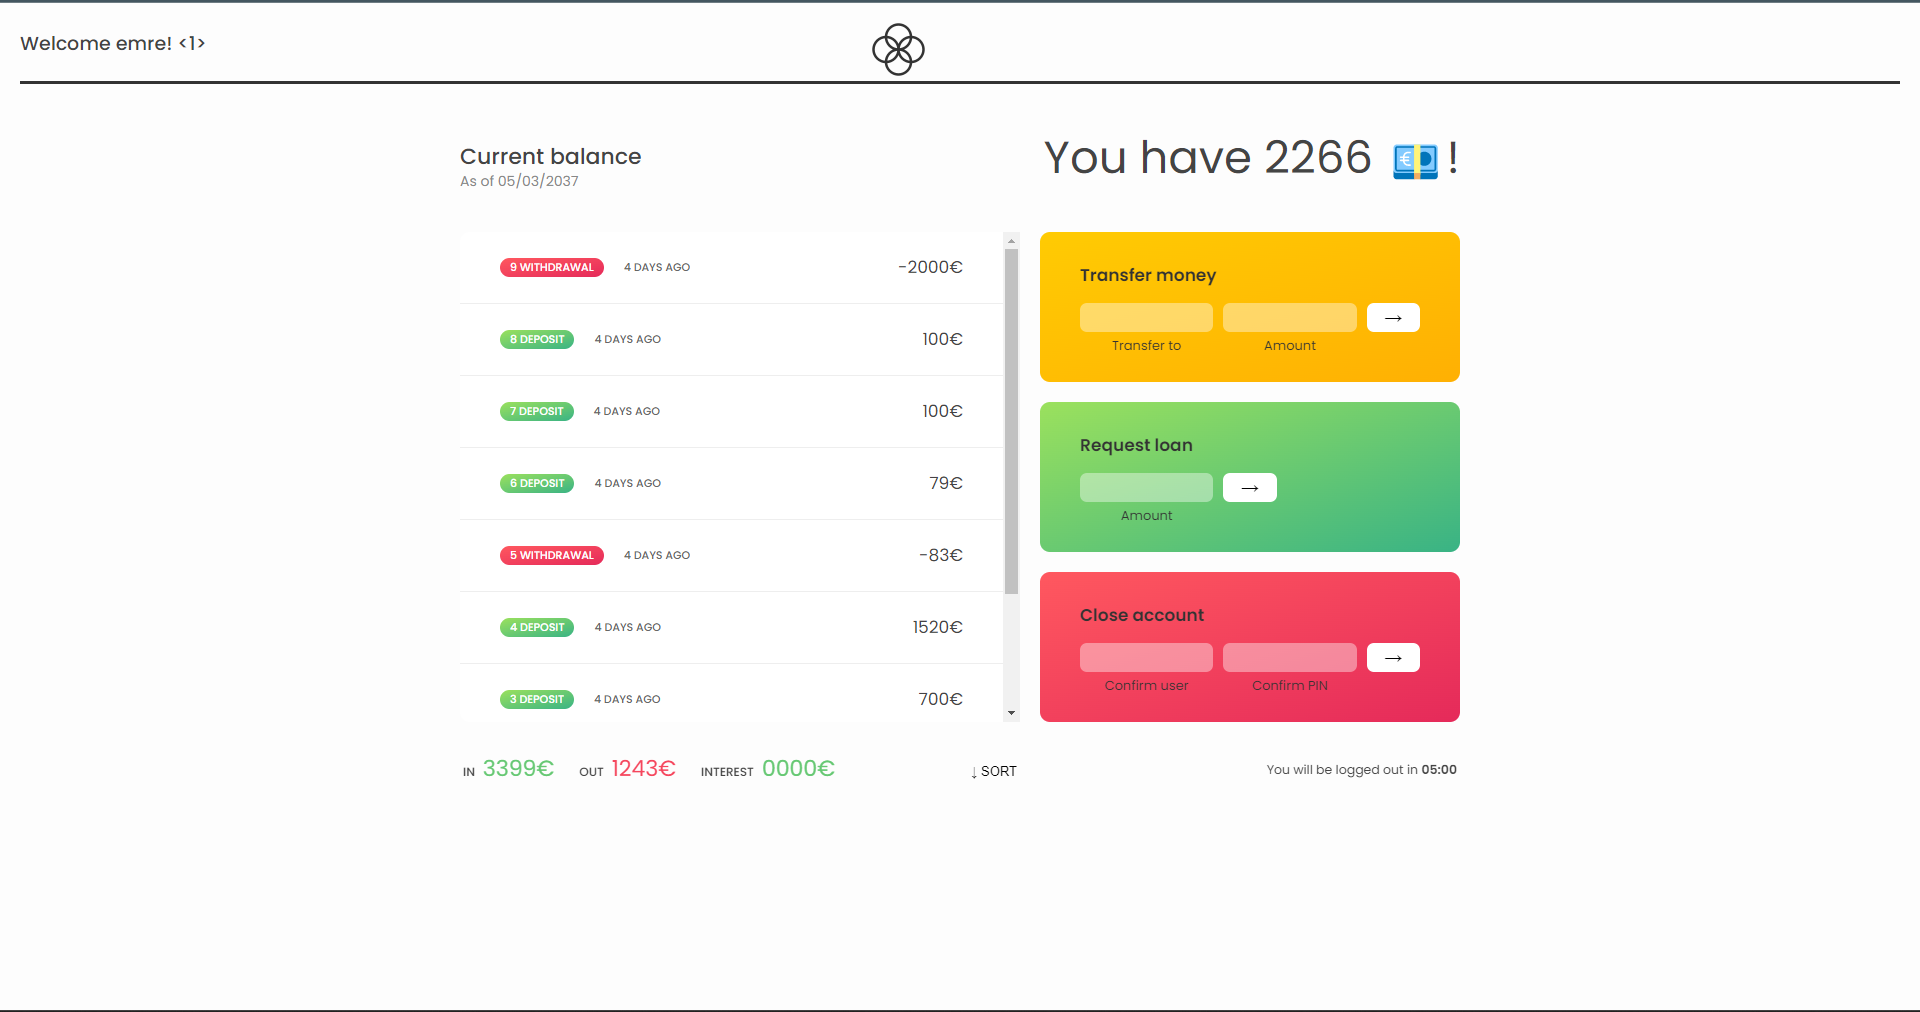 Welcome emre! <1>
Current balance
As of 05/03/2037
You have 2266 💶 !
9 WITHDRAWAL 4 DAYS AGO -2000€
8 DEPOSIT 4 DAYS AGO 100€
7 DEPOSIT 4 DAYS AGO 100€
6 DEPOSIT 4 DAYS AGO 79€
5 WITHDRAWAL 4 DAYS AGO -83€
4 DEPOSIT 4 DAYS AGO 1520€
3 DEPOSIT 4 DAYS AGO 700€
IN 3399€ OUT 1243€ INTEREST 0000€ ↓ SORT
Transfer money
→
Transfer to Amount
Request loan
→
Amount
Close account
→
Confirm user Confirm PIN
You will be logged out in 05:00